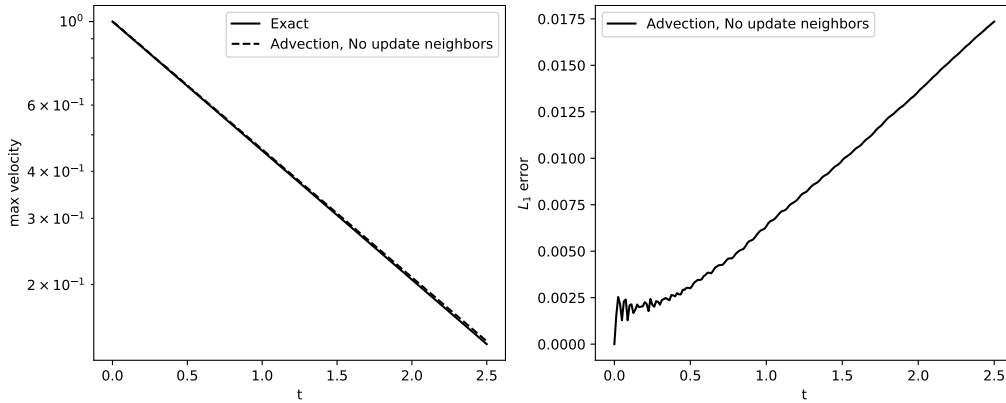 10⁰
6 × 10⁻¹
4 × 10⁻¹
3 × 10⁻¹
2 × 10⁻¹
max velocity
Exact
Advection, No update neighbors
0.0 0.5 1.0 1.5 2.0 2.5
t
0.0175
0.0150
0.0125
0.0100
0.0075
0.0050
0.0025
0.0000
L₁ error
Advection, No update neighbors
0.0 0.5 1.0 1.5 2.0 2.5
t